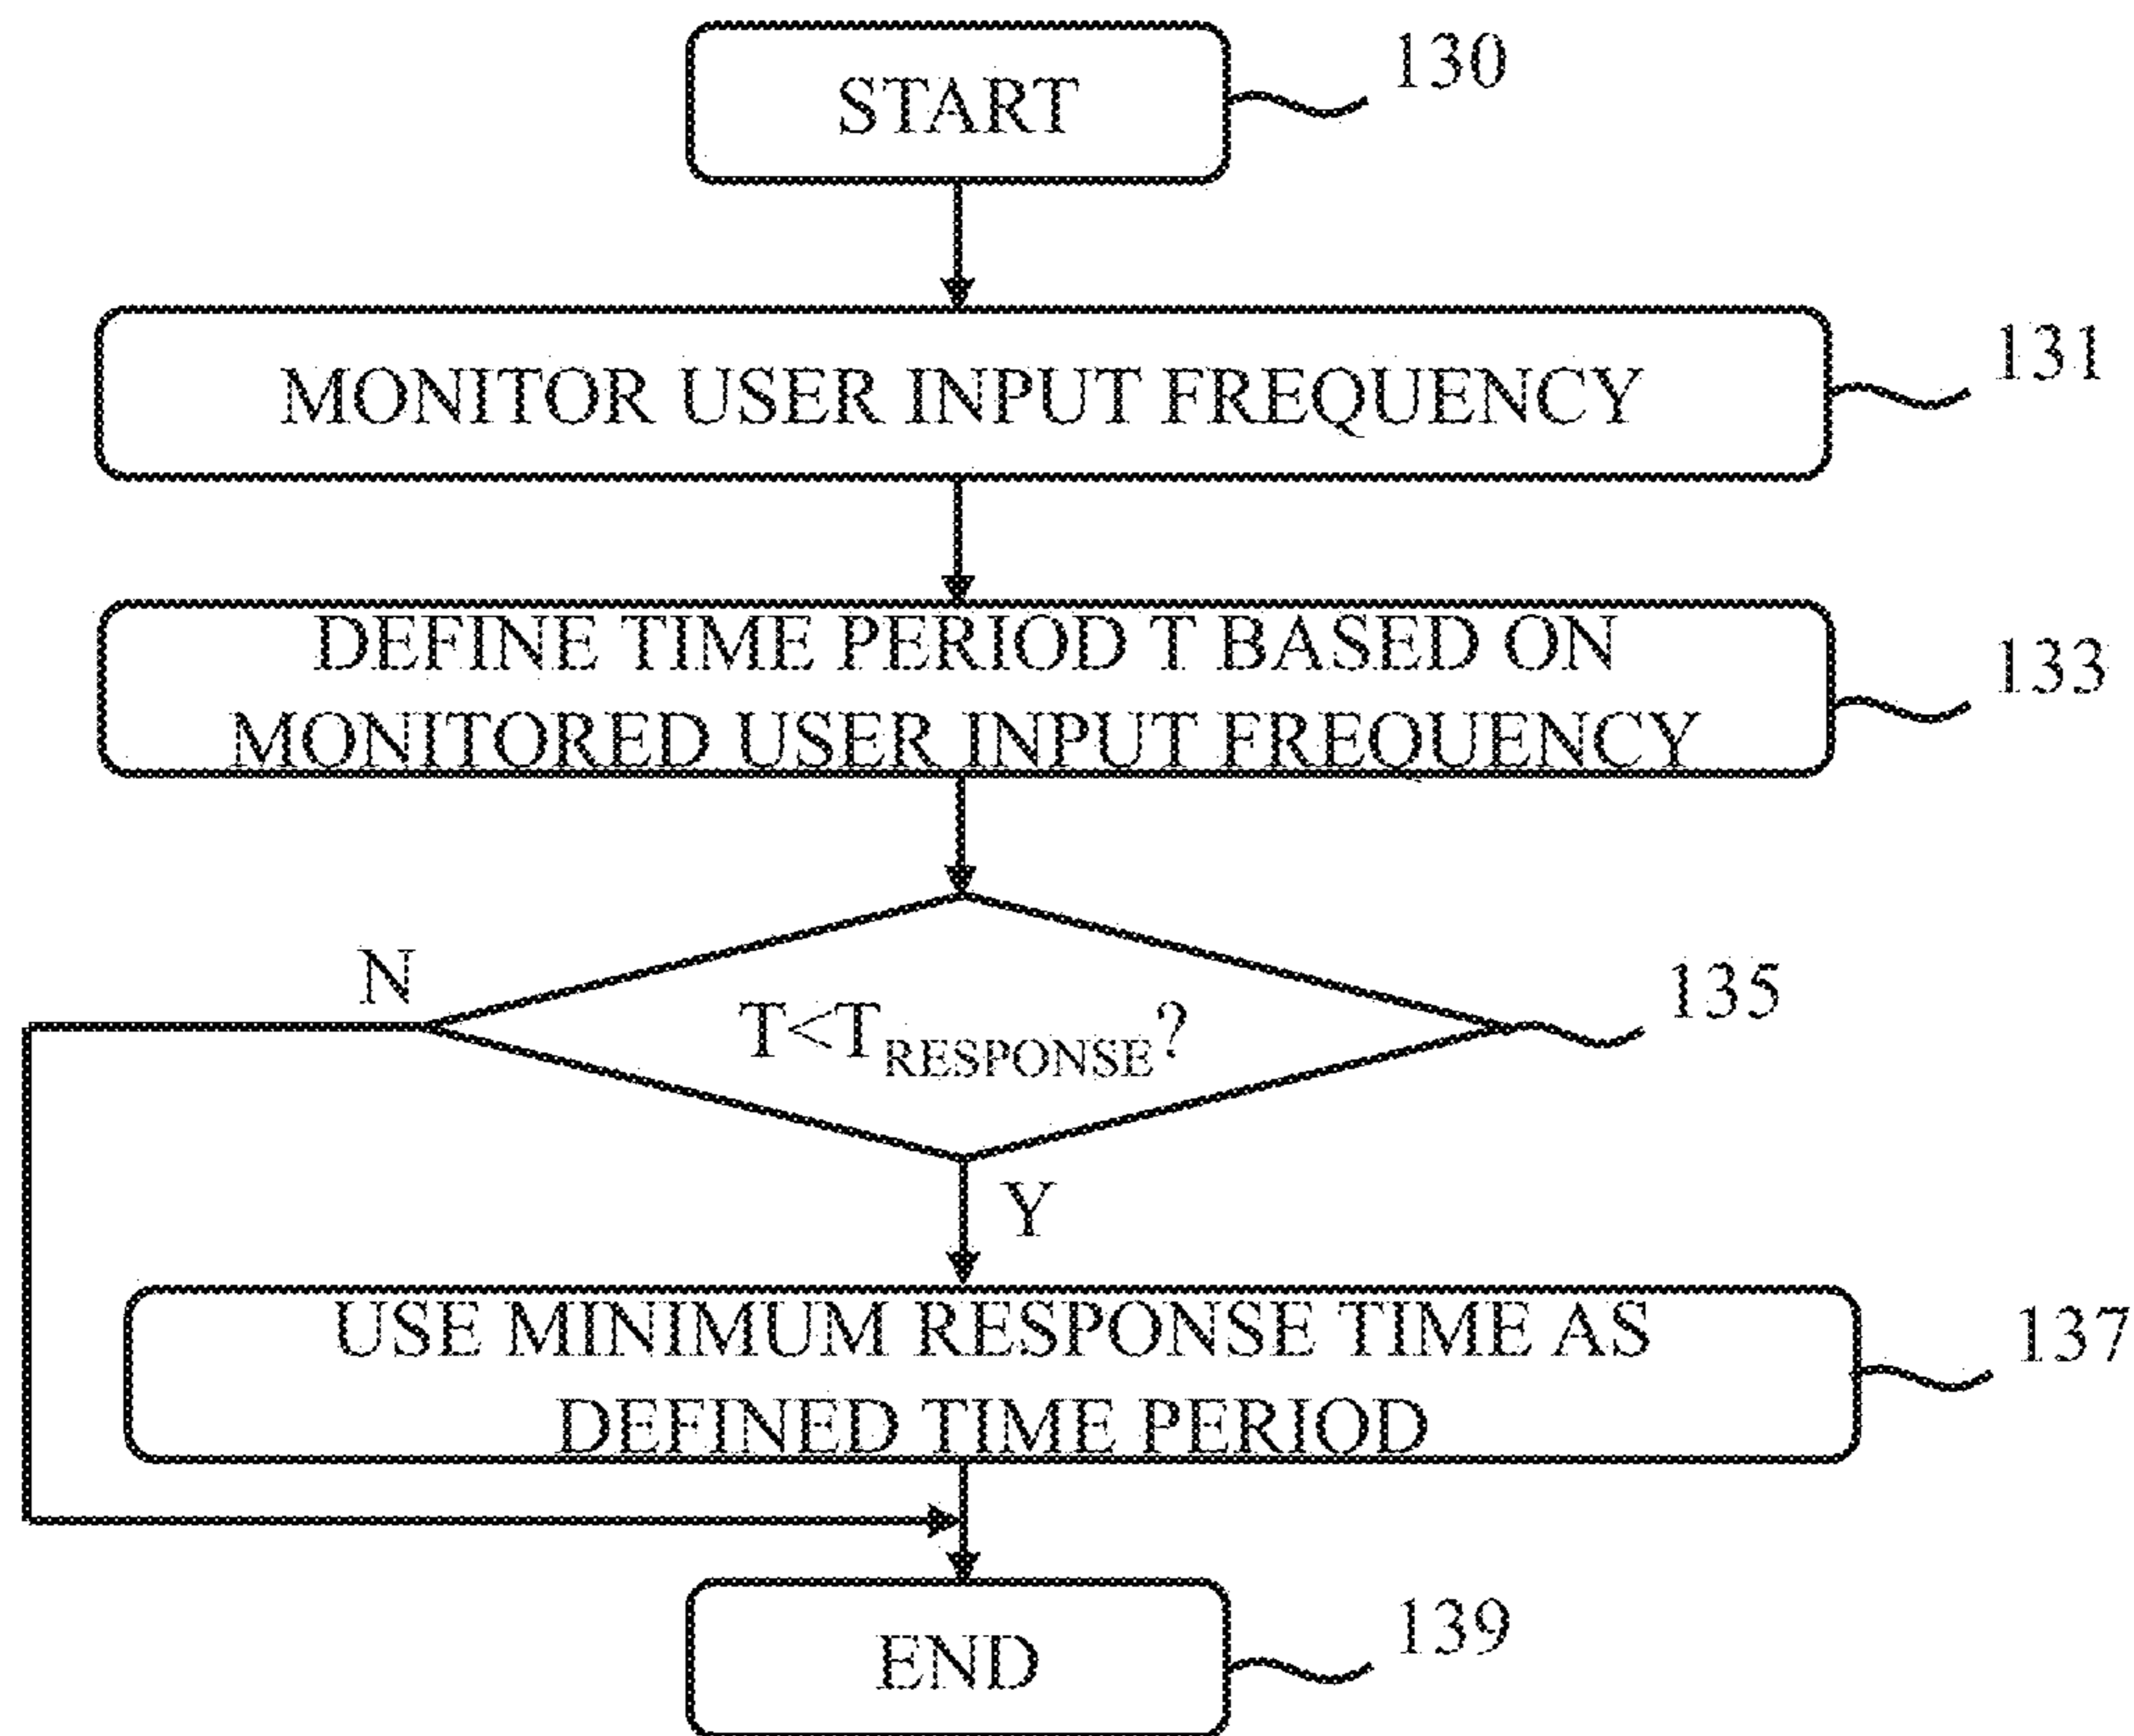 START
130
MONITOR USER INPUT FREQUENCY
131
DEFINE TIME PERIOD T BASED ON
MONITORED USER INPUT FREQUENCY
133
N
T<T_RESPONSE?
135
Y
USE MINIMUM RESPONSE TIME AS
DEFINED TIME PERIOD
137
END
139